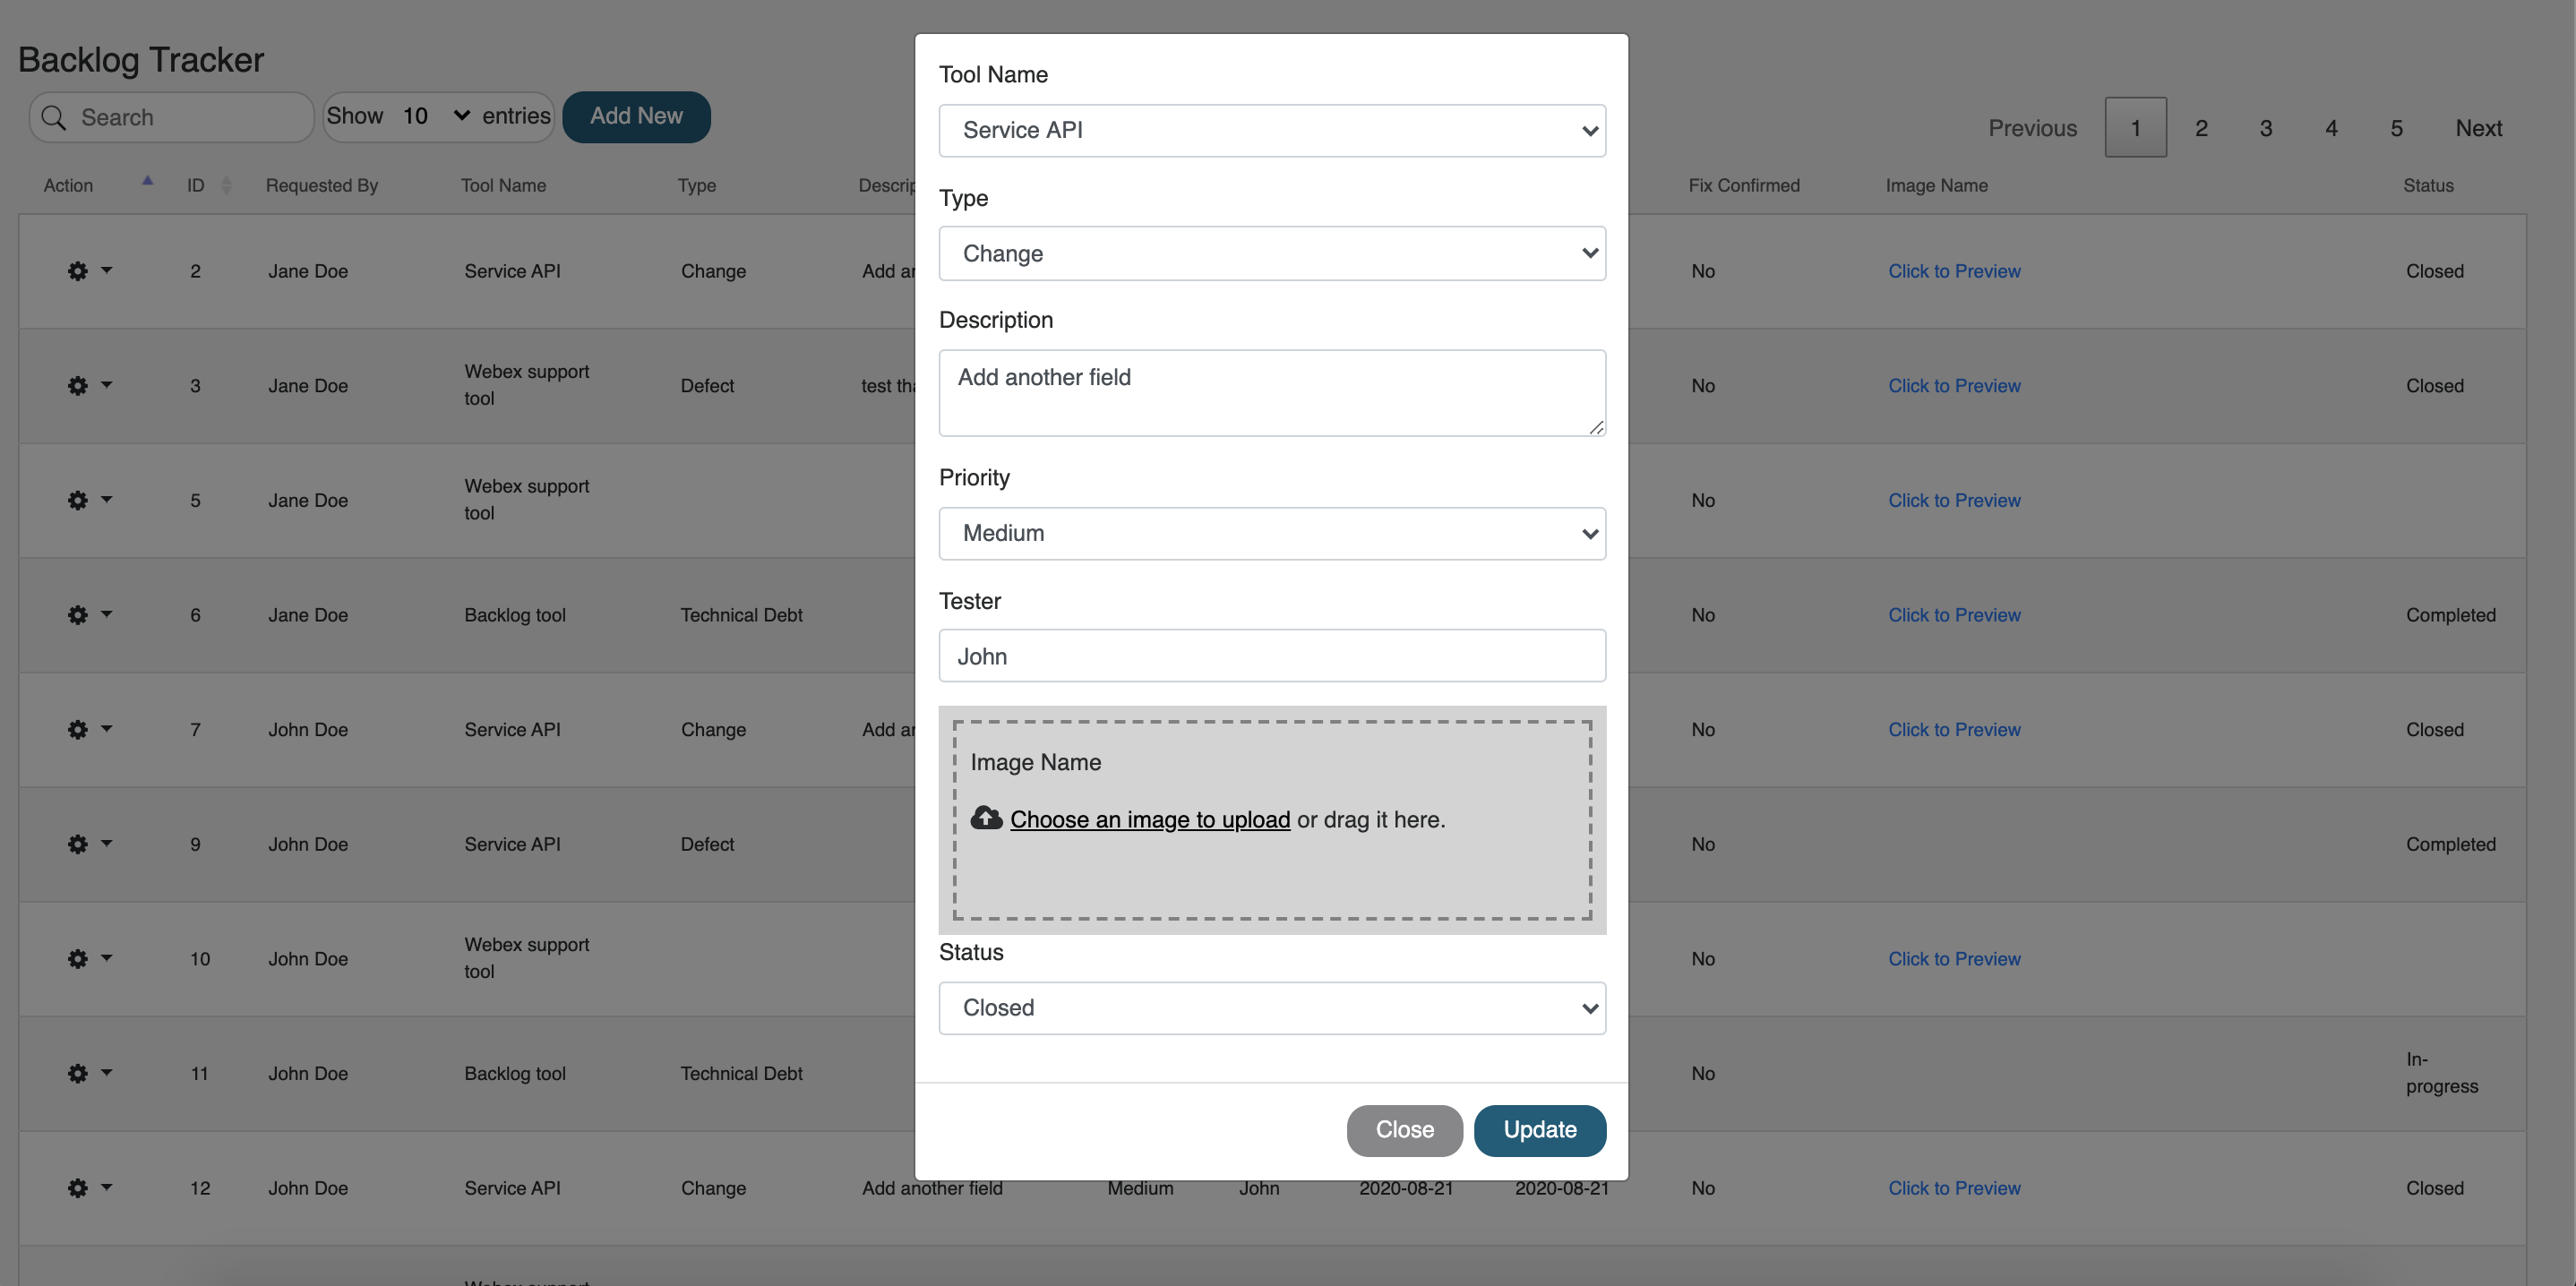 Backlog Tracker
Search
Show 10 entries
Add New
Previous 1 2 3 4 5 Next
Action ID Requested By Tool Name Type Fix Confirmed Image Name Status
2 Jane Doe Service API Change No Click to Preview Closed
3 Jane Doe Webex support tool Defect No Click to Preview Closed
5 Jane Doe Webex support tool No Click to Preview
6 Jane Doe Backlog tool Technical Debt No Click to Preview Completed
7 John Doe Service API Change Add No Click to Preview Closed
9 John Doe Service API Defect No Completed
10 John Doe Webex support tool No Click to Preview
11 John Doe Backlog tool Technical Debt No In-progress
12 John Doe Service API Change Add another field Medium John 2020-08-21 2020-08-21 No Click to Preview Closed
Tool Name
Service API
Type
Change
Description
Add another field
Priority
Medium
Tester
John
Image Name
Choose an image to upload or drag it here.
Status
Closed
Close
Update